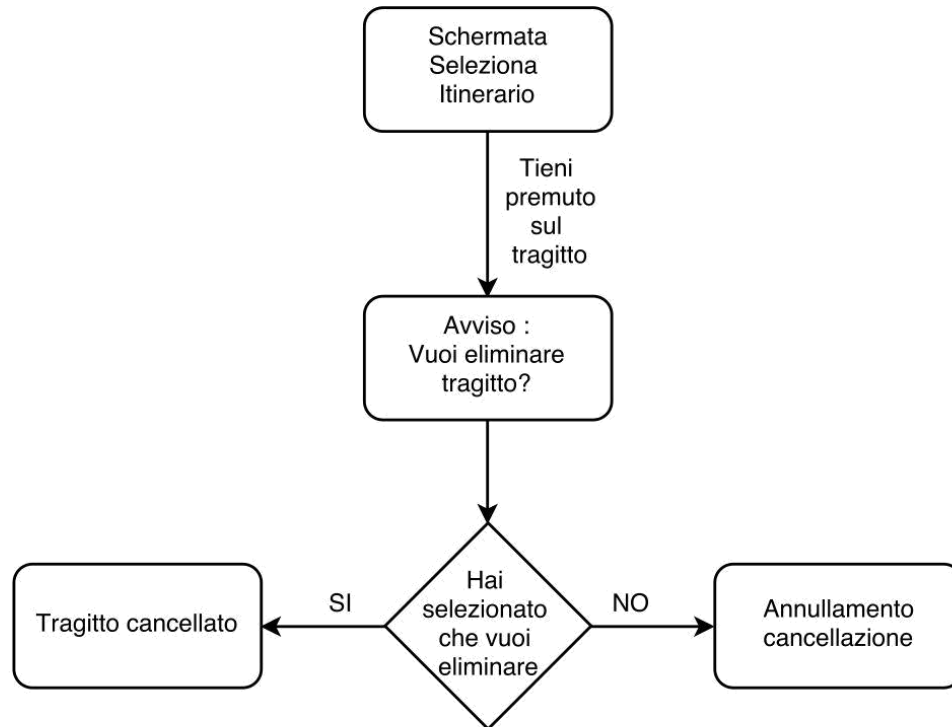 Schermata
Seleziona
Itinerario
Tieni
premuto
sul
tragitto
Avviso :
Vuoi eliminare
tragitto?
Hai
selezionato
che vuoi
eliminare
SI
NO
Tragitto cancellato
Annullamento
cancellazione